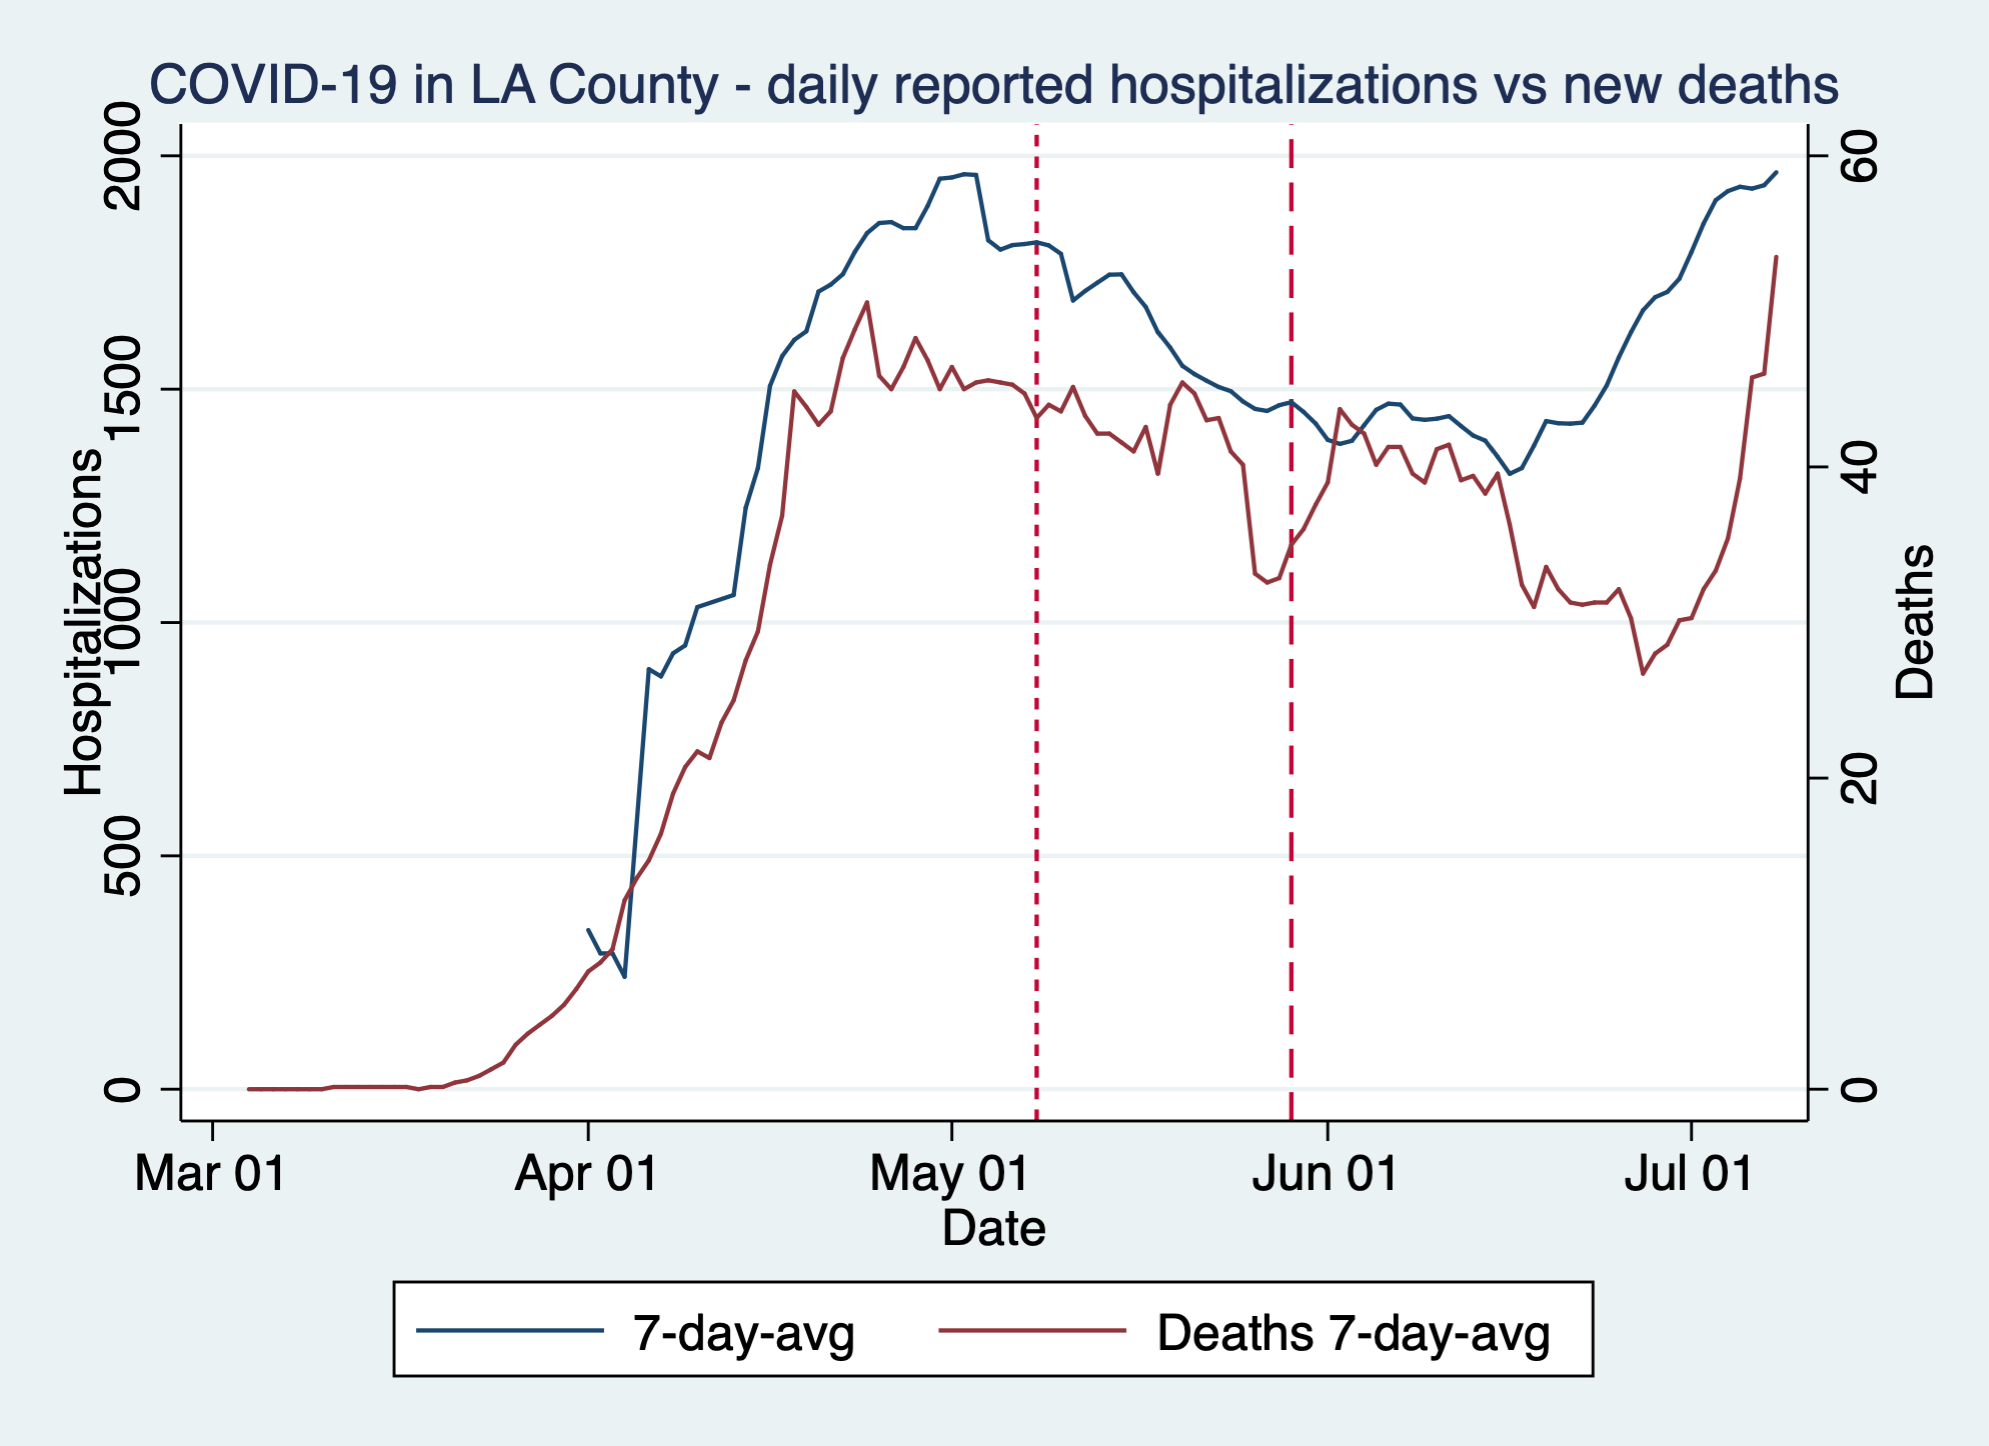 COVID-19 in LA County - daily reported hospitalizations vs new deaths
Hospitalizations
2000
1500
1000
500
0
60
40
20
0
Deaths
Mar 01
Apr 01
May 01
Jun 01
Jul 01
Date
7-day-avg
Deaths 7-day-avg